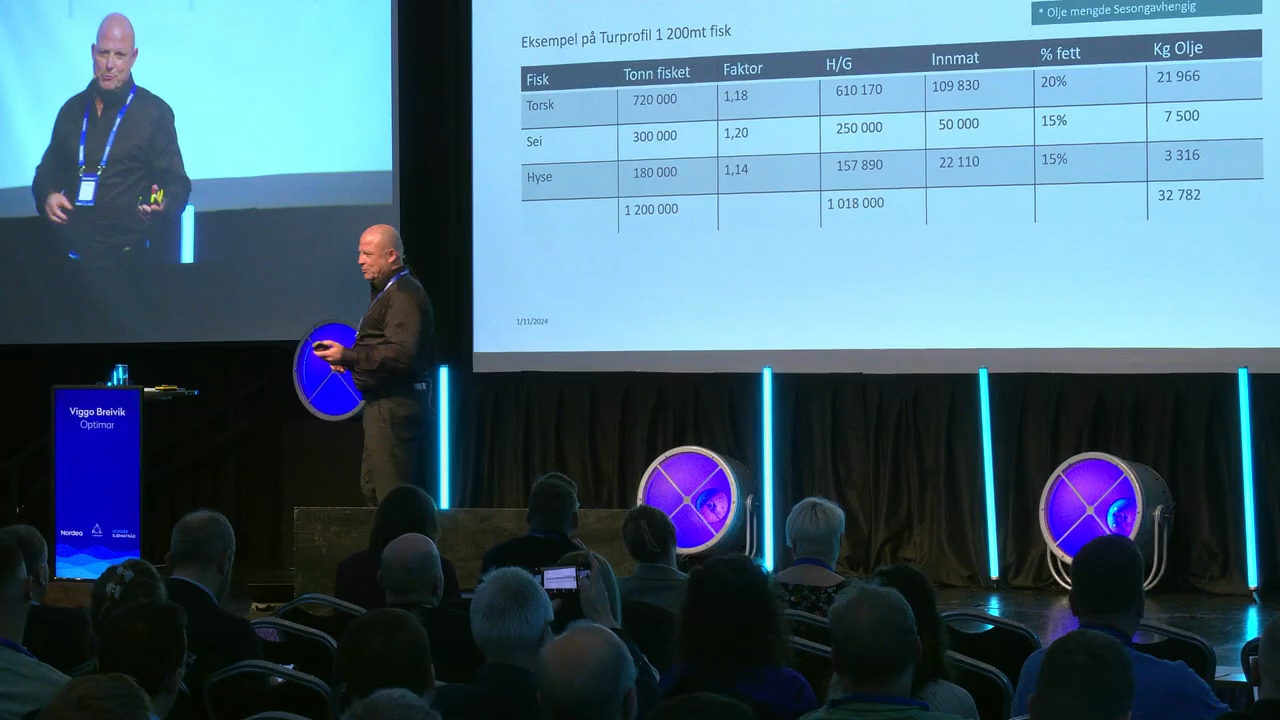 * Olje mengde Sesongavhengig
Eksempel på Turprofil 1 200mt fisk
Fisk Tonn fisket Faktor H/G Innmat % fett Kg Olje
Torsk 720 000 1,18 610 170 109 830 20% 21 966
Sei 300 000 1,20 250 000 50 000 15% 7 500
Hyse 180 000 1,14 157 890 22 110 15% 3 316
1 200 000 1 018 000 32 782
1/11/2024
Viggo Breivik
Optimar
Nordea